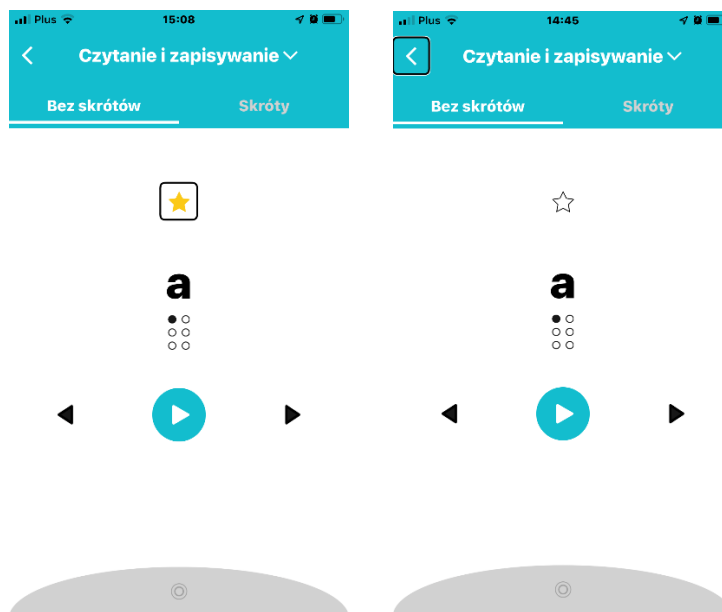 Plus 15:08
Czytanie i zapisywanie
Bez skrótów Skróty
a
Plus 14:45
Czytanie i zapisywanie
Bez skrótów Skróty
a